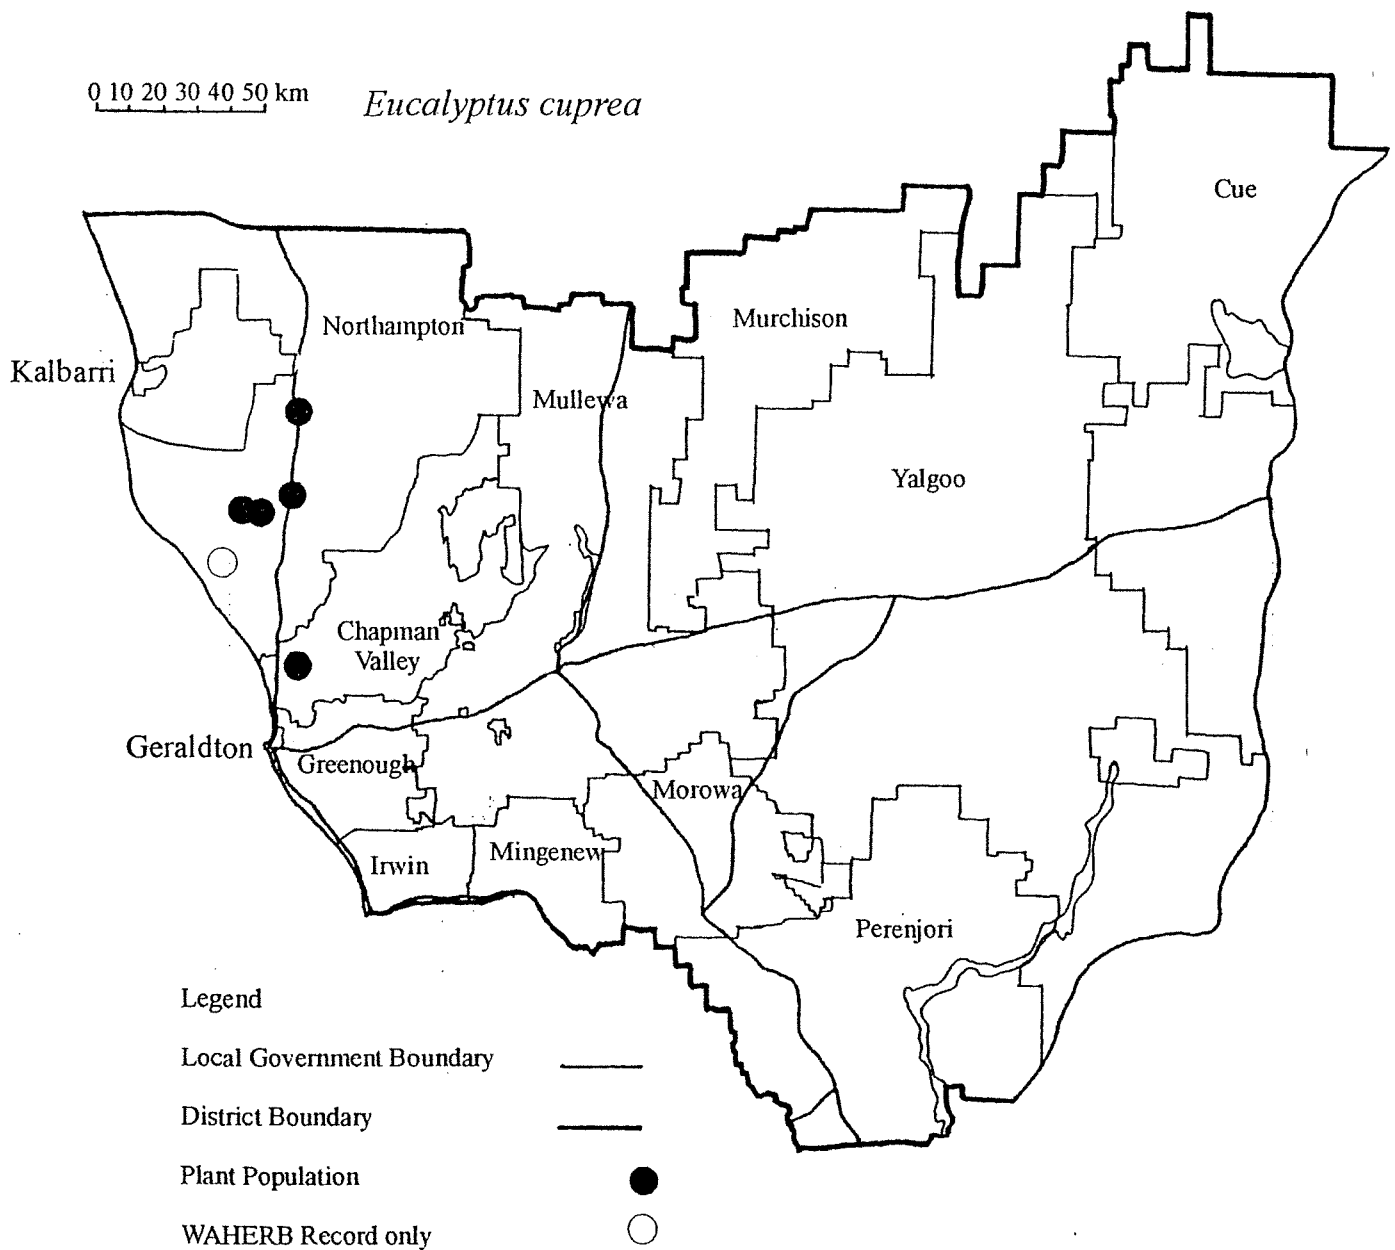 0 10 20 30 40 50 km
Eucalyptus cuprea
Cue
Northampton
Murchison
Kalbarri
Mullewa
Yalgoo
Chapman
Valley
Geraldton
Greenough
Morowa
Irwin
Mingenew
Perenjori
Legend
Local Government Boundary
District Boundary
Plant Population
WAHERB Record only